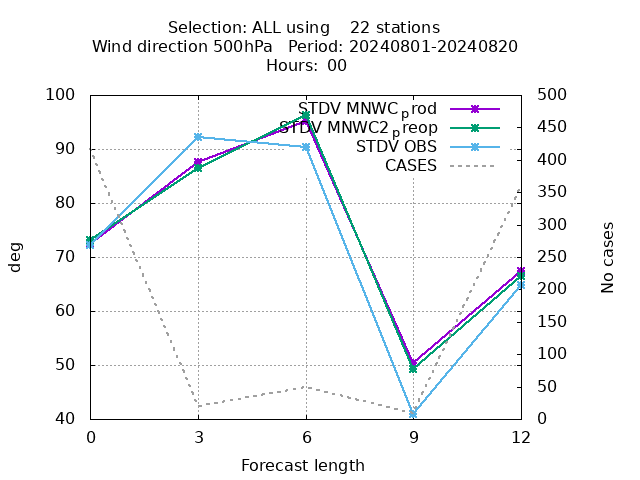 Selection: ALL using    22 stations
Wind direction 500hPa   Period: 20240801-20240820
Hours: 00
100
90
80
70
60
50
40
500
450
400
350
300
250
200
150
100
50
0
deg
No cases
STDV MNWC_prod
STDV MNWC2_preop
STDV OBS
CASES
0 3 6 9 12
Forecast length